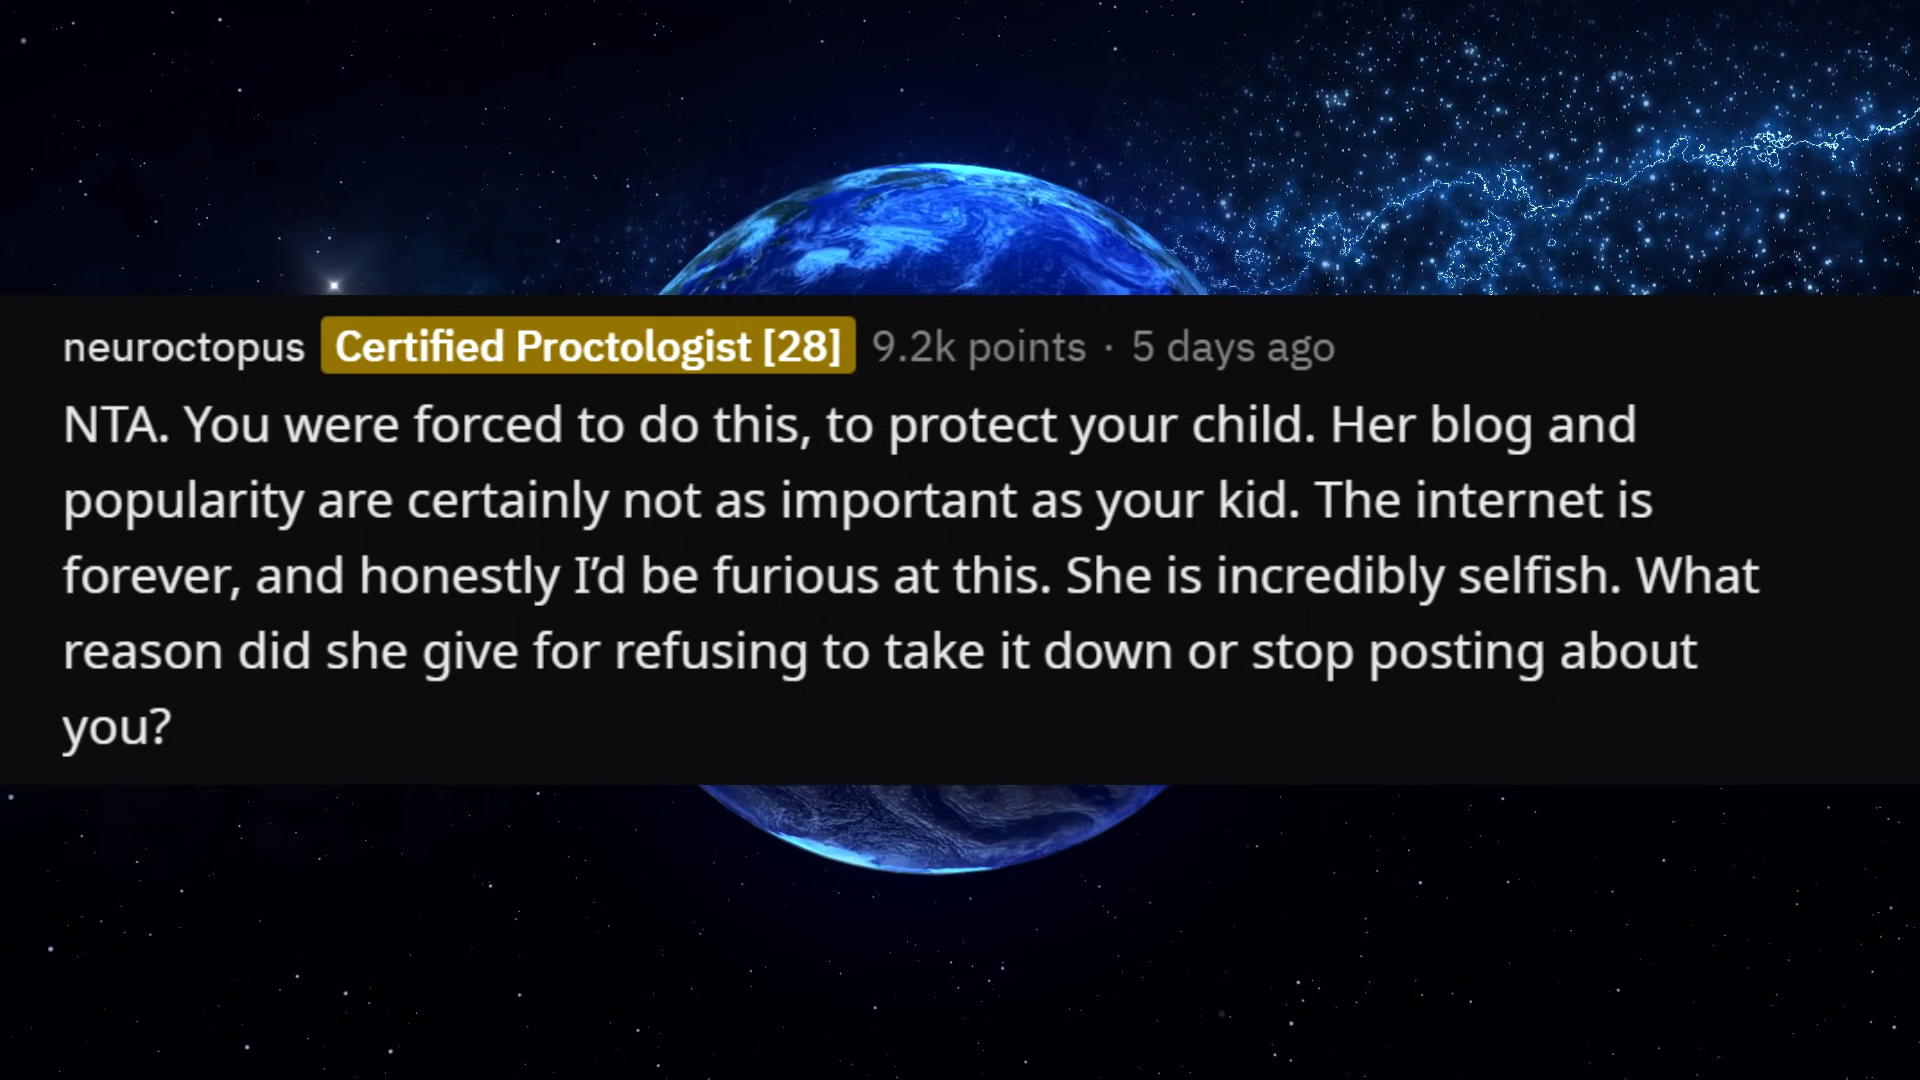 neuroctopus Certified Proctologist [28] 9.2k points · 5 days ago
NTA. You were forced to do this, to protect your child. Her blog and
popularity are certainly not as important as your kid. The internet is
forever, and honestly I’d be furious at this. She is incredibly selfish. What
reason did she give for refusing to take it down or stop posting about
you?